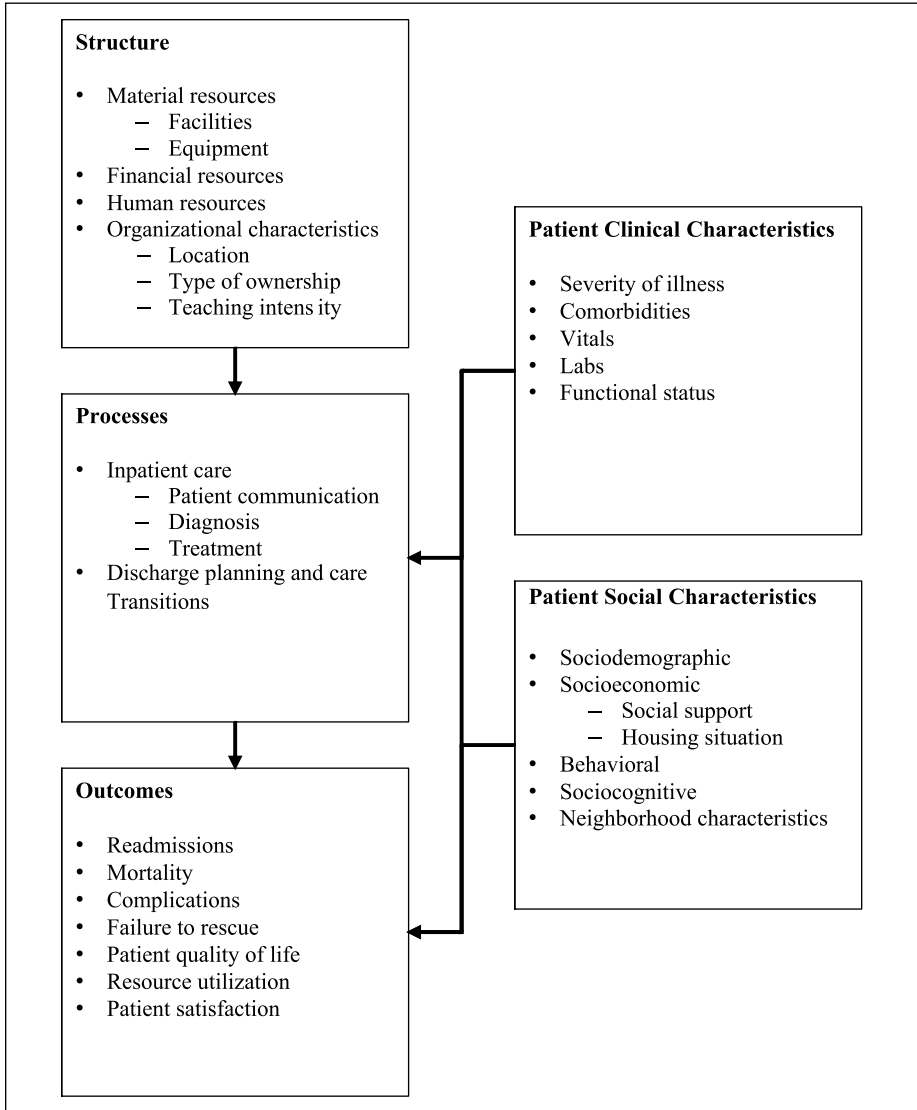 Structure
• Material resources
– Facilities
– Equipment
• Financial resources
• Human resources
• Organizational characteristics
– Location
– Type of ownership
– Teaching intens ity
Processes
• Inpatient care
– Patient communication
– Diagnosis
– Treatment
• Discharge planning and care
Transitions
Outcomes
• Readmissions
• Mortality
• Complications
• Failure to rescue
• Patient quality of life
• Resource utilization
• Patient satisfaction
Patient Clinical Characteristics
• Severity of illness
• Comorbidities
• Vitals
• Labs
• Functional status
Patient Social Characteristics
• Sociodemographic
• Socioeconomic
– Social support
– Housing situation
• Behavioral
• Sociocognitive
• Neighborhood characteristics